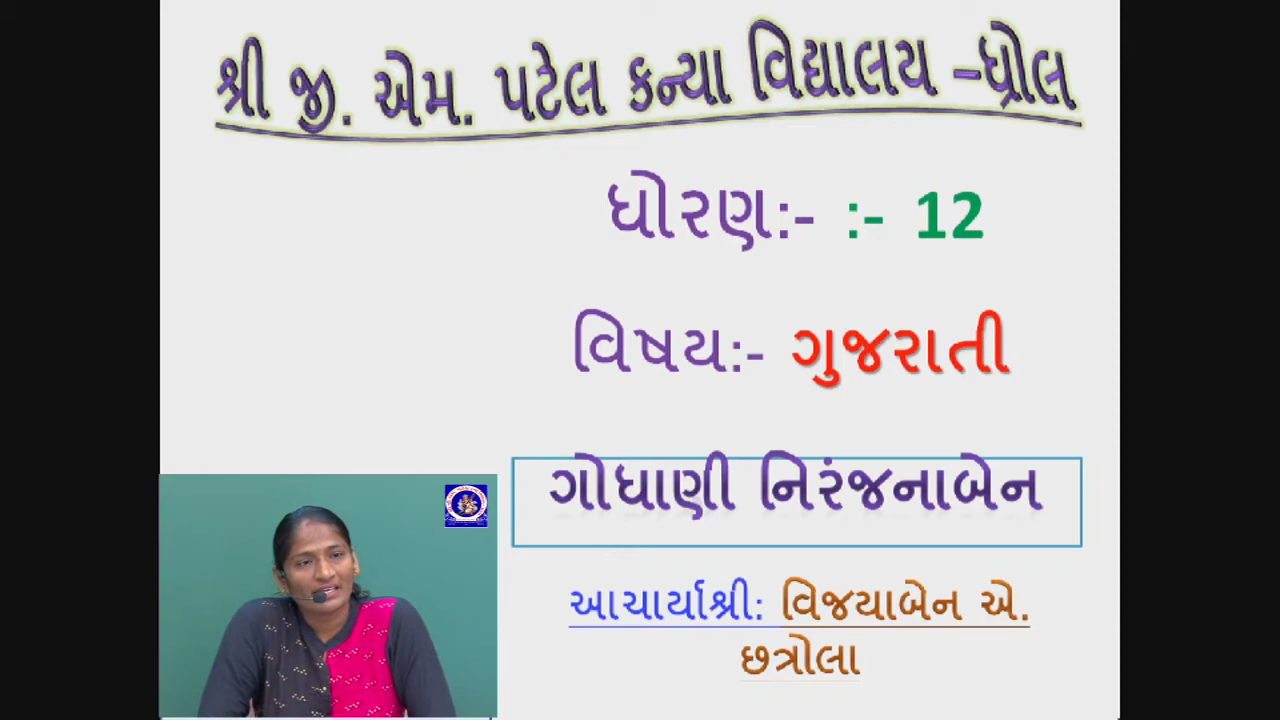 શ્રી જી. એમ. પટેલ કન્યા વિદ્યાલય –ધ્રોલ
ધોરણ:- :- 12
વિષય:- ગુજરાતી
ગોધાણી નિરંજનાબેન
આચાર્યાશ્રી: વિજયાબેન એ.
છત્રોલા